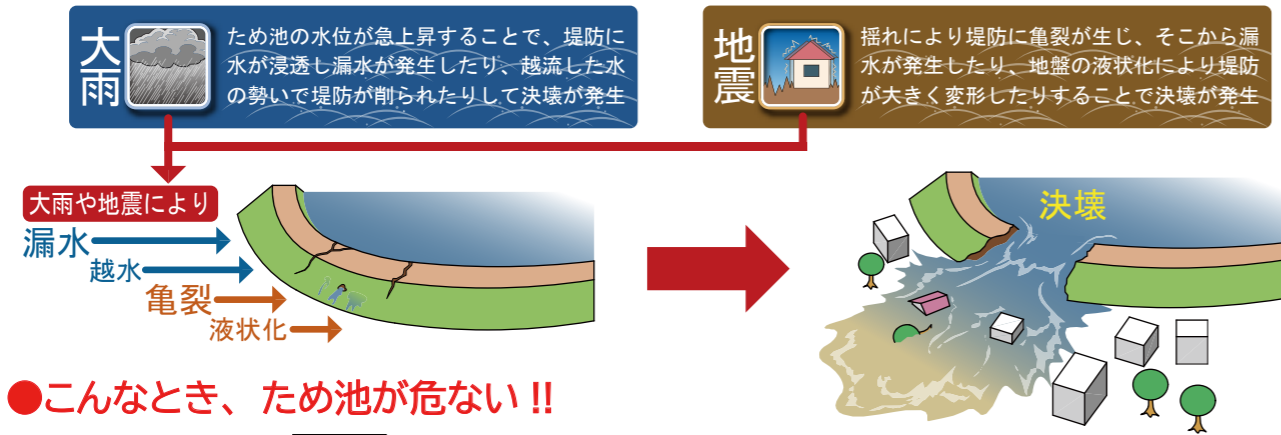 大雨
ため池の水位が急上昇することで、堤防に
水が浸透し漏水が発生したり、越流した水
の勢いで堤防が削られたりして決壊が発生
地震
揺れにより堤防に亀裂が生じ、そこから漏
水が発生したり、地盤の液状化により堤防
が大きく変形したりすることで決壊が発生
大雨や地震により
漏水
越水
亀裂
液状化
決壊
●こんなとき、ため池が危ない!!